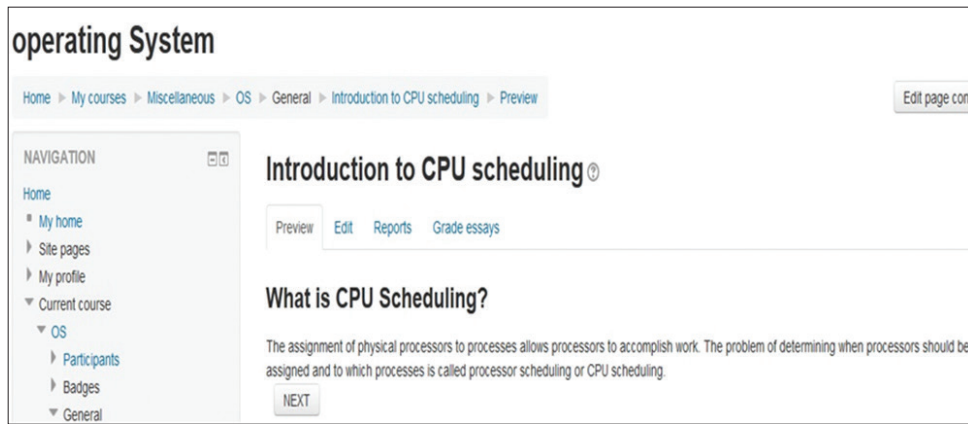 operating System
Home My courses Miscellaneous OS General Introduction to CPU scheduling Preview
Edit page con
NAVIGATION
Home
My home
Site pages
My profile
Current course
OS
Participants
Badges
General
Introduction to CPU scheduling
Preview Edit Reports Grade essays
What is CPU Scheduling?
The assignment of physical processors to processes allows processors to accomplish work. The problem of determining when processors should be
assigned and to which processes is called processor scheduling or CPU scheduling.
NEXT